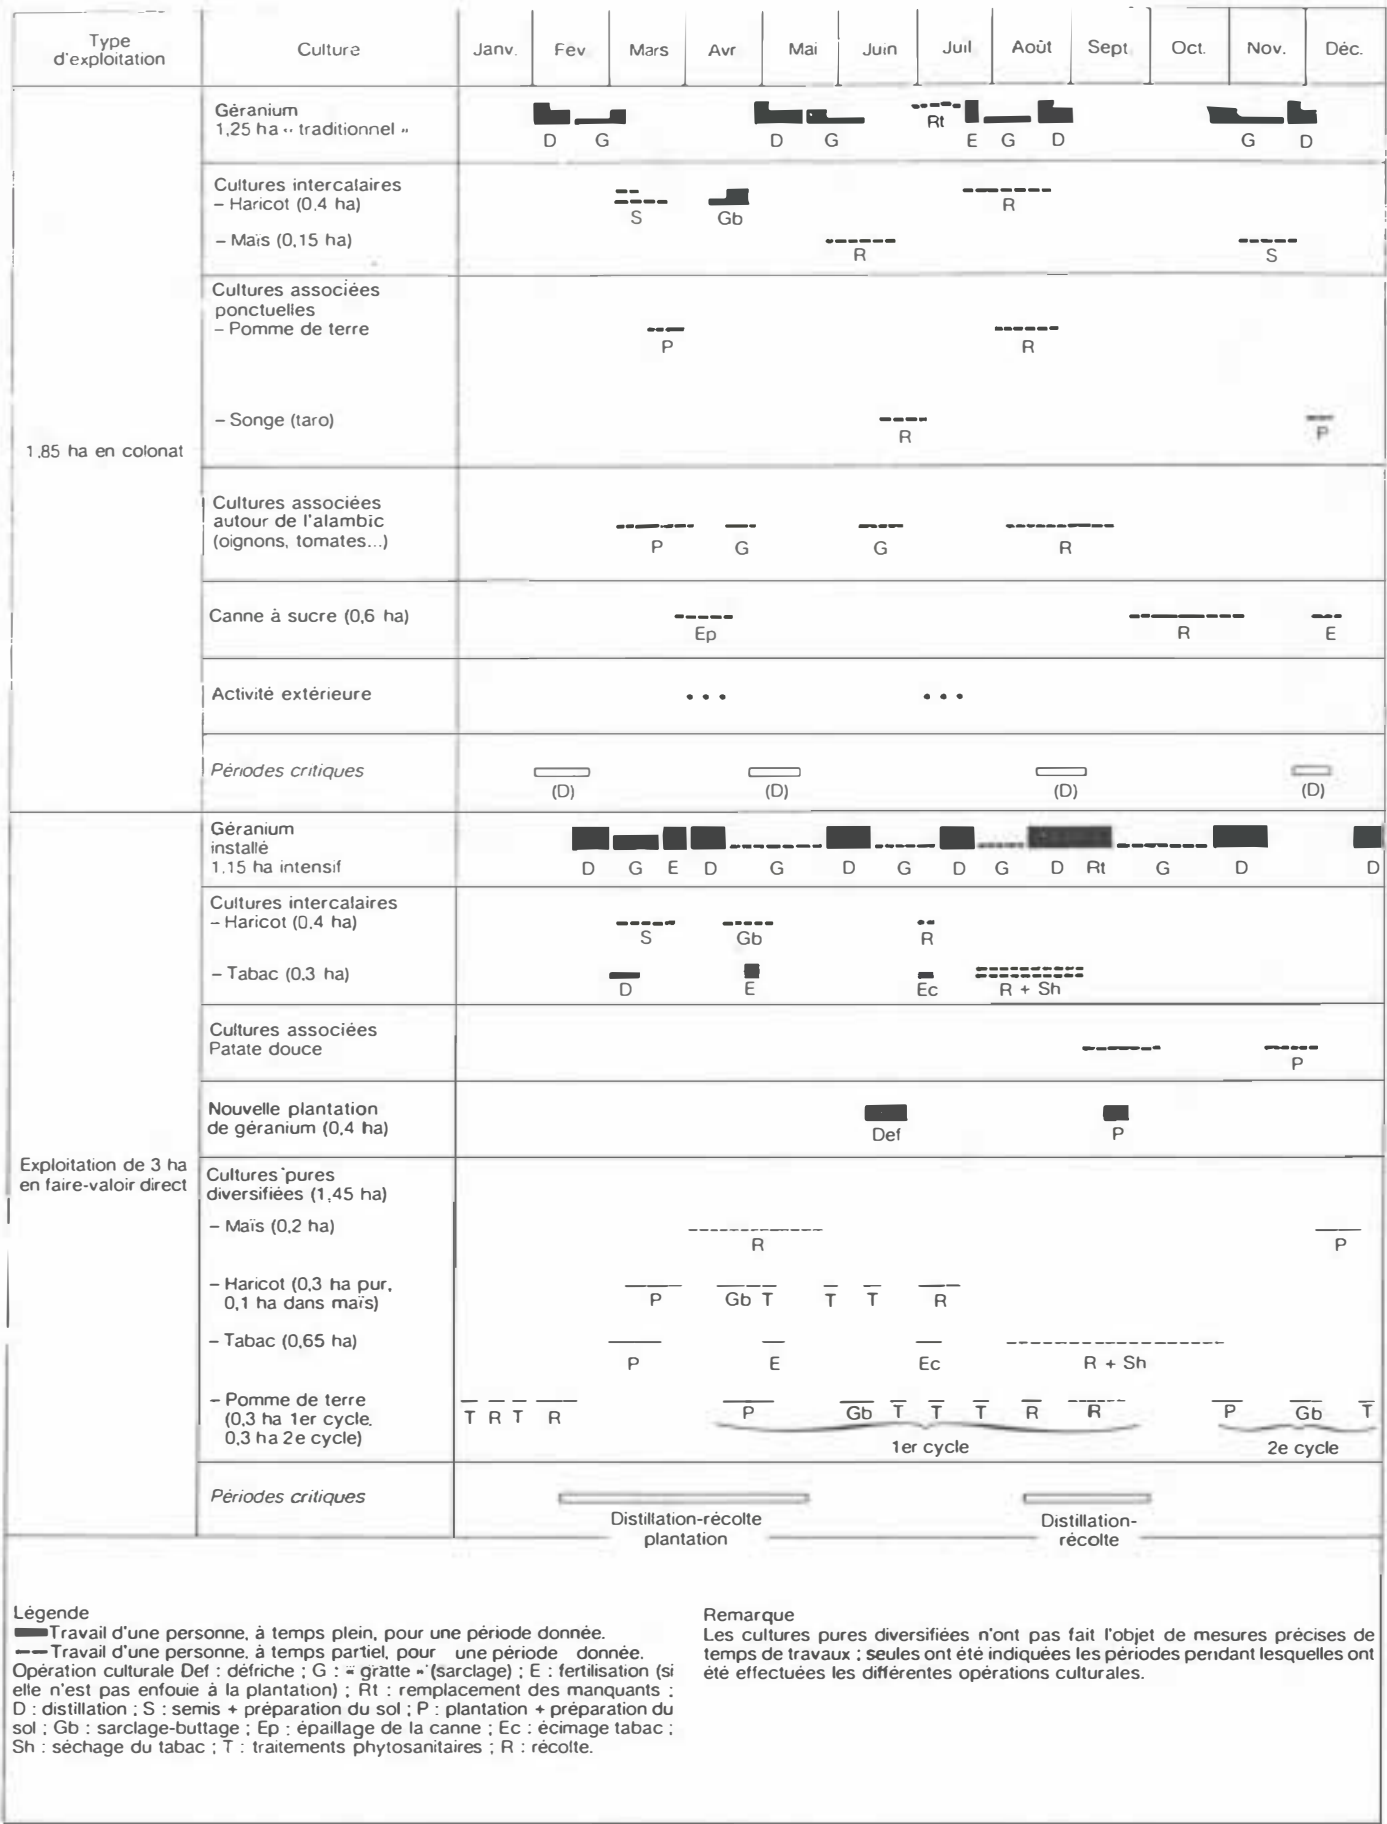 Type
d'exploitation
Culture
Janv. Fev Mars Avr Mai Juin Juil Août Sept. Oct. Nov. Déc.
1.85 ha en colonat
Géranium
1,25 ha « traditionnel »
D G D G Rt E G D G D
Cultures intercalaires
– Haricot (0.4 ha)
S Gb R
– Maïs (0,15 ha)
R S
Cultures associées
ponctuelles
– Pomme de terre
P R
– Songe (taro)
R P
Cultures associées
autour de l'alambic
(oignons, tomates...)
P G G R
Canne à sucre (0,6 ha)
Ep R E
Activité extérieure
Périodes critiques
(D) (D) (D) (D)
Exploitation de 3 ha
en faire-valoir direct
Géranium
installé
1.15 ha intensif
D G E D G D G D G D Rt G D D
Cultures intercalaires
– Haricot (0.4 ha)
S Gb R
– Tabac (0.3 ha)
D E Ec R + Sh
Cultures associées
Patate douce
P
Nouvelle plantation
de géranium (0,4 ha)
Def P
Cultures pures
diversifiées (1,45 ha)
– Maïs (0,2 ha)
R P
– Haricot (0,3 ha pur,
0,1 ha dans maïs)
P Gb T T T R
– Tabac (0,65 ha)
P E Ec R + Sh
– Pomme de terre
(0,3 ha 1er cycle,
0,3 ha 2e cycle)
T R T R P Gb T T T R R P Gb T
1er cycle 2e cycle
Périodes critiques
Distillation-récolte
plantation
Distillation-
récolte
Légende
Travail d'une personne, à temps plein, pour une période donnée.
Travail d'une personne, à temps partiel, pour une période donnée.
Opération culturale Def : défriche ; G : « gratte » (sarclage) ; E : fertilisation (si
elle n'est pas enfouie à la plantation) ; Rt : remplacement des manquants ;
D : distillation ; S : semis + préparation du sol ; P : plantation + préparation du
sol ; Gb : sarclage-buttage ; Ep : épaillage de la canne ; Ec : écimage tabac ;
Sh : séchage du tabac ; T : traitements phytosanitaires ; R : récolte.
Remarque
Les cultures pures diversifiées n'ont pas fait l'objet de mesures précises de
temps de travaux ; seules ont été indiquées les périodes pendant lesquelles ont
été effectuées les différentes opérations culturales.